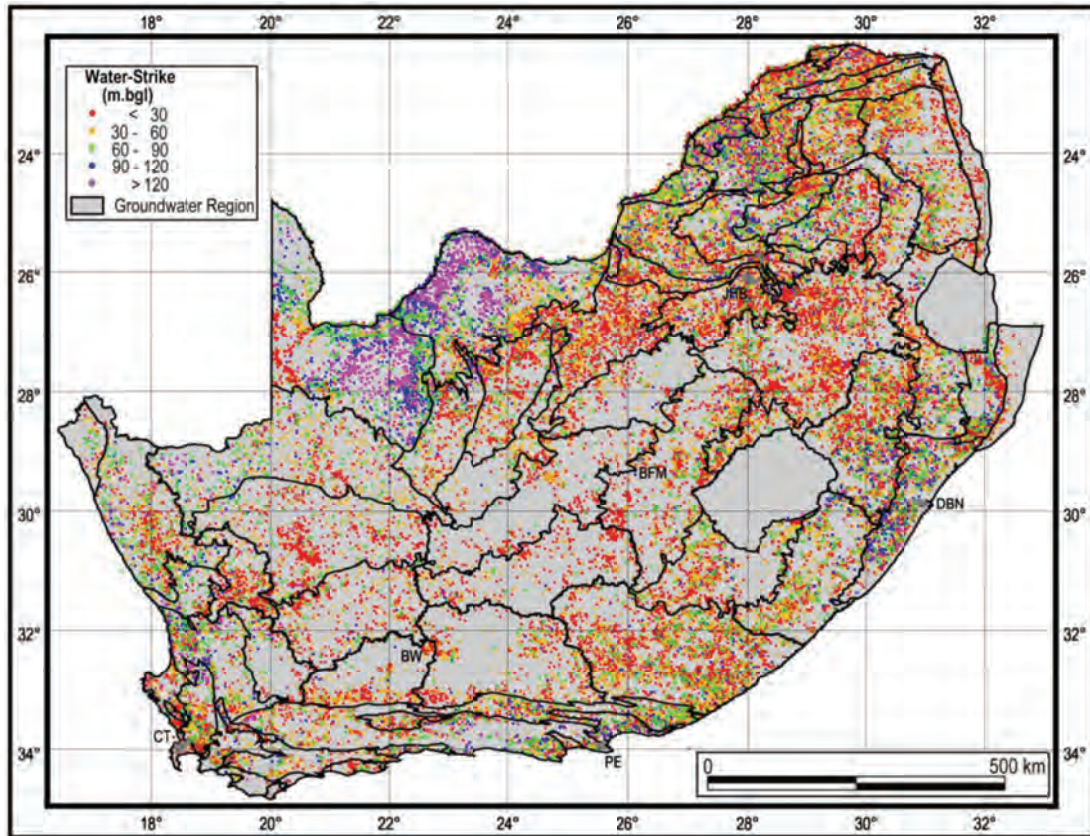 18° 20° 22° 24° 26° 28° 30° 32°
Water-Strike
(m.bgl)
< 30
30 - 60
60 - 90
90 - 120
> 120
Groundwater Region
24° 24°
26° 26°
JHB
28° 28°
BFM
DBN
30° 30°
32° 32°
BW
CT
34° 34°
PE
0 500 km
18° 20° 22° 24° 26° 28° 30° 32°